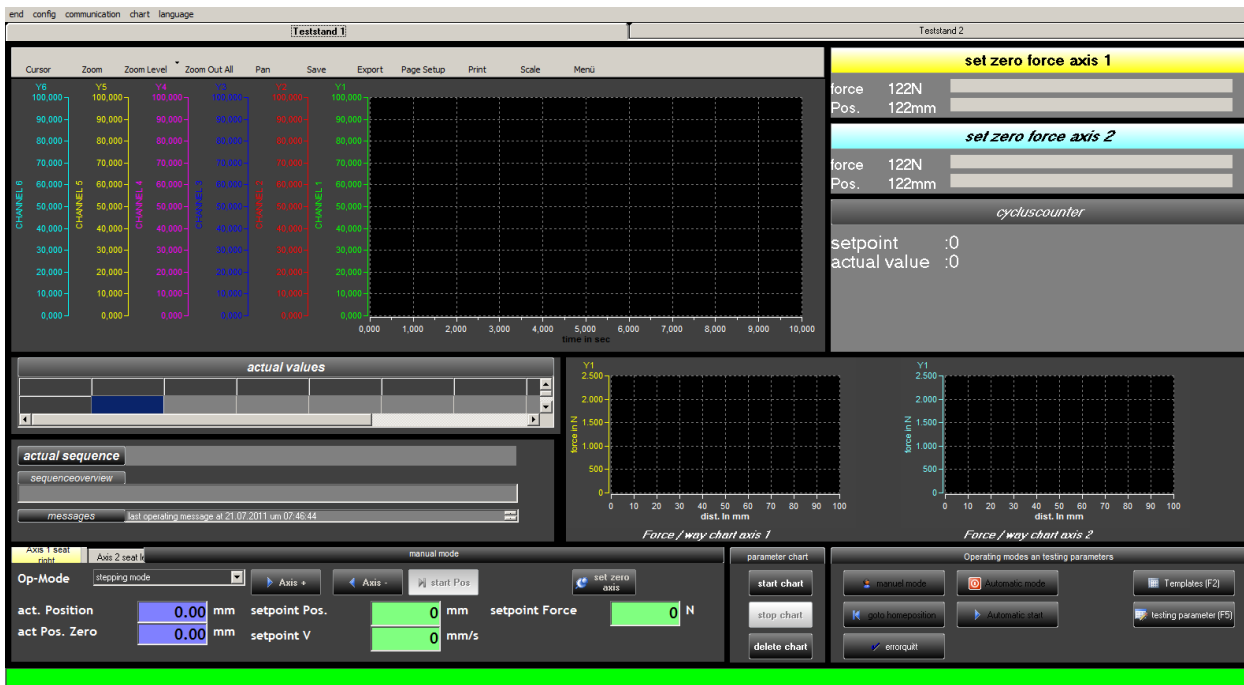 end config communication chart language
Teststand 1
Teststand 2
Cursor Zoom Zoom Level Zoom Out All Pan Save Export Page Setup Print Scale Menü
Y6 Y5 Y4 Y3 Y2 Y1
100,000 100,000 100,000 100,000 100,000 100,000
90,000 90,000 90,000 90,000 90,000 90,000
80,000 80,000 80,000 80,000 80,000 80,000
70,000 70,000 70,000 70,000 70,000 70,000
60,000 60,000 60,000 60,000 60,000 60,000
50,000 50,000 50,000 50,000 50,000 50,000
40,000 40,000 40,000 40,000 40,000 40,000
30,000 30,000 30,000 30,000 30,000 30,000
20,000 20,000 20,000 20,000 20,000 20,000
10,000 10,000 10,000 10,000 10,000 10,000
0,000 0,000 0,000 0,000 0,000 0,000
CHANNEL 6
CHANNEL 5
CHANNEL 4
CHANNEL 3
CHANNEL 2
CHANNEL 1
0,000 1,000 2,000 3,000 4,000 5,000 6,000 7,000 8,000 9,000 10,000
time in sec
set zero force axis 1
force 122N
Pos. 122mm
set zero force axis 2
force 122N
Pos. 122mm
cycluscounter
setpoint :0
actual value :0
actual values
actual sequence
sequenceoverview
messages last operating message at 21.07.2011 um 07:46:44
Y1
2.500
2.000
1.500
1.000
500
0
force in N
0 10 20 30 40 50 60 70 80 90 100
dist. In mm
Force / way chart axis 1
Y1
2.500
2.000
1.500
1.000
500
0
force in N
0 10 20 30 40 50 60 70 80 90 100
dist. In mm
Force / way chart axis 2
Axis 1 seat
right
Axis 2 seat le
manual mode
Op-Mode stepping mode Axis + Axis - start Pos set zero
axis
act. Position 0.00 mm setpoint Pos. 0 mm setpoint Force 0 N
act Pos. Zero 0.00 mm setpoint V 0 mm/s
parameter chart
start chart
stop chart
delete chart
Operating modes an testing parameters
manual mode Automatic mode Templates (F2)
goto homeposition Automatic start testing parameter (F5)
errorquitt